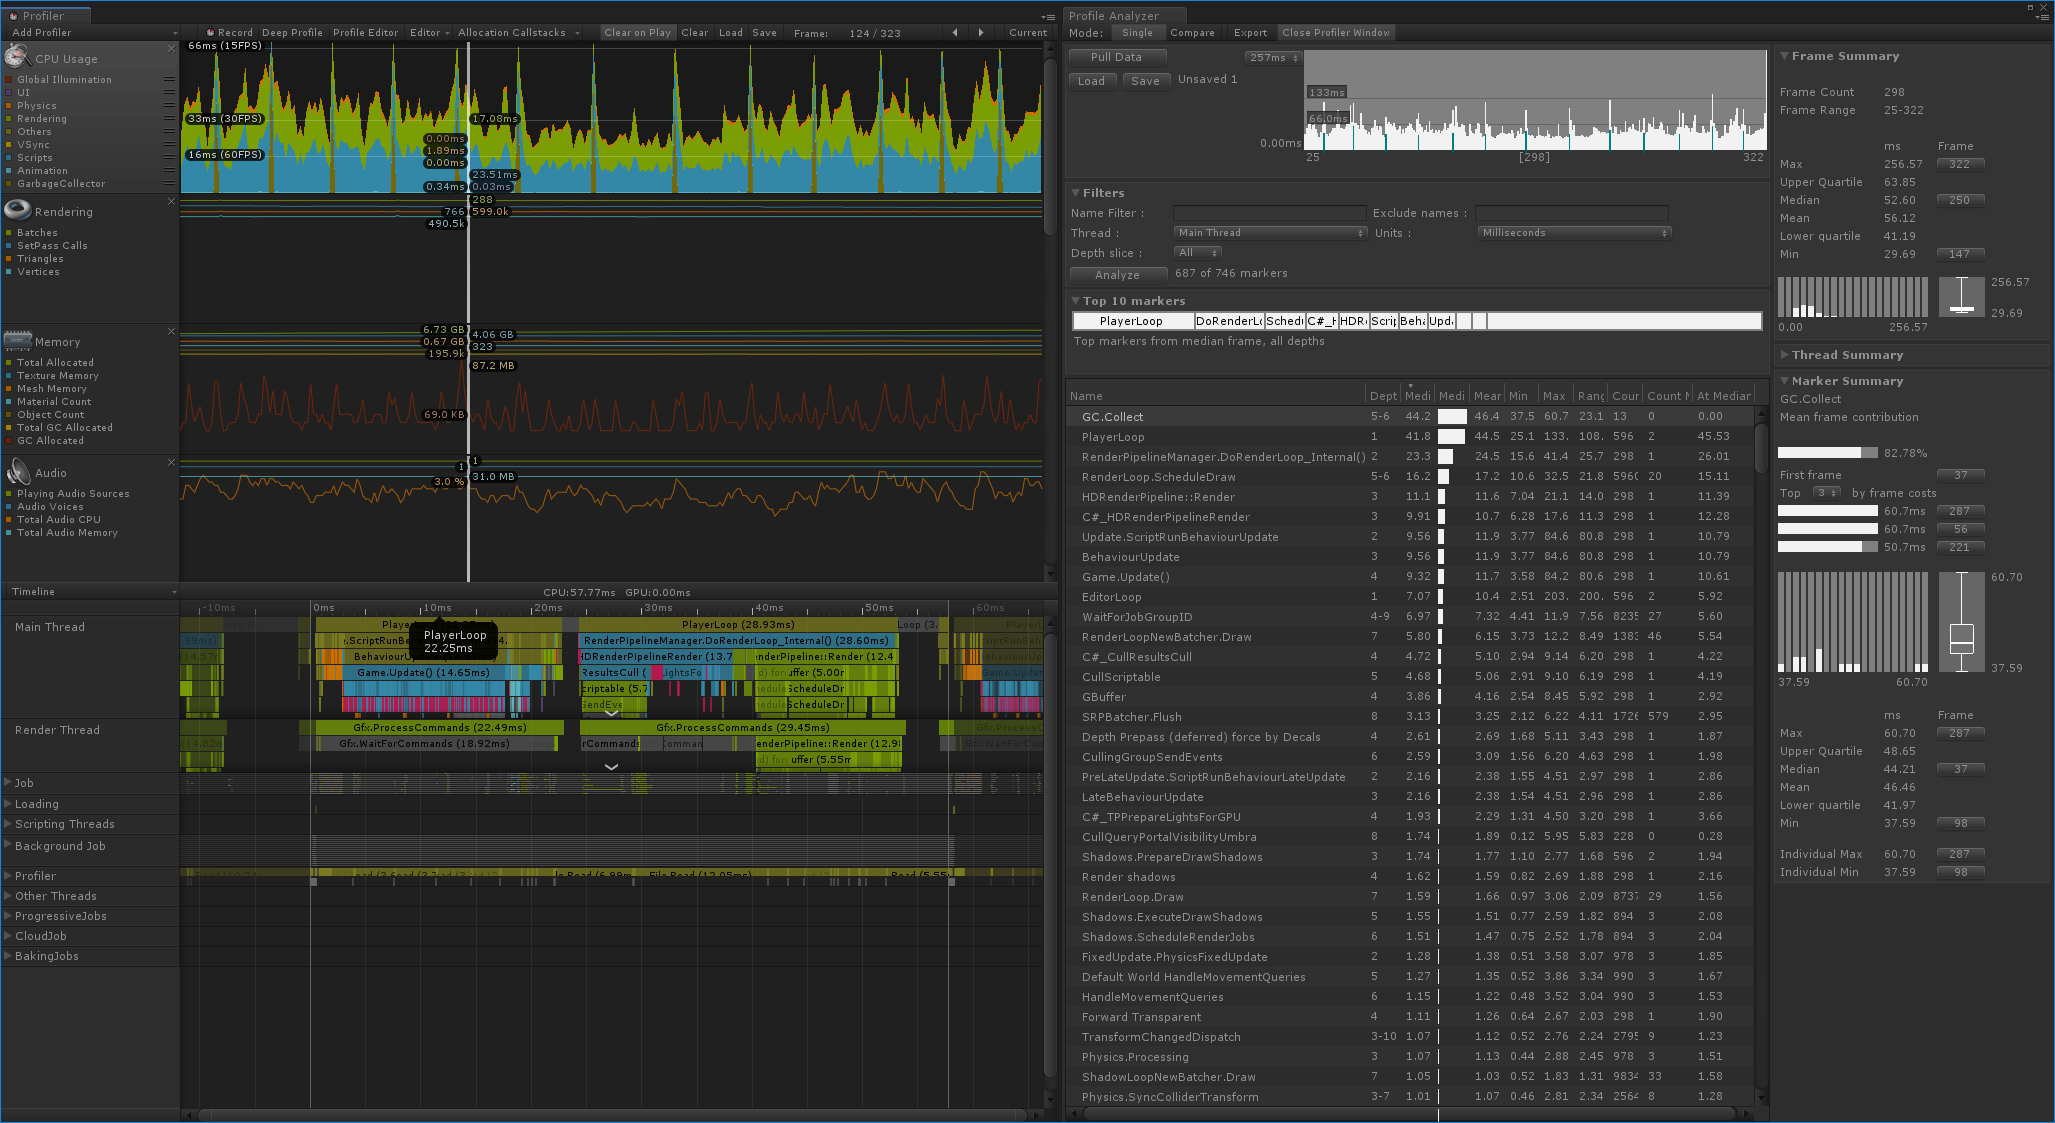 Profiler
Add Profiler
Record Deep Profile Profile Editor Editor Allocation Callstacks Clear on Play Clear Load Save Frame: 124 / 323 Current
CPU Usage
Global Illumination
UI
Physics
Rendering
Others
VSync
Scripts
Animation
GarbageCollector
66ms (15FPS)
33ms (30FPS)
16ms (60FPS)
17.08ms
0.00ms
1.89ms
0.00ms
23.51ms
0.34ms 0.03ms
Rendering
Batches
SetPass Calls
Triangles
Vertices
288
766 599.0k
490.5k
Memory
Total Allocated
Texture Memory
Mesh Memory
Material Count
Object Count
Total GC Allocated
GC Allocated
6.73 GB 4.06 GB
0.67 GB 323
195.9k
87.2 MB
69.0 KB
Audio
Playing Audio Sources
Audio Voices
Total Audio CPU
Total Audio Memory
1 1
3.0 % 31.0 MB
Timeline
CPU:57.77ms GPU:0.00ms
-10ms 0ms 10ms 20ms 30ms 40ms 50ms 60ms
Main Thread
PlayerLoop (28.93ms)
RenderPipelineManager.DoRenderLoop_Internal() (28.60ms)
PlayerLoop
22.25ms
Game.Update() (14.65ms)
Render Thread
Gfx.ProcessCommands (22.49ms) Gfx.ProcessCommands (29.45ms)
Gfx.WaitForCommands (18.92ms)
Job
Loading
Scripting Threads
Background Job
Profiler
Other Threads
ProgressiveJobs
CloudJob
BakingJobs
Profile Analyzer
Mode: Single Compare Export Close Profiler Window
Pull Data
Load Save Unsaved 1
257ms
133ms
66.0ms
0.00ms
25 [298] 322
Filters
Name Filter : Exclude names :
Thread : Main Thread Units : Milliseconds
Depth slice : All
Analyze 687 of 746 markers
Top 10 markers
PlayerLoop DoRenderLo Sched C#_H HDR Scrip Beha Upd
Top markers from median frame, all depths
Name Dept Medi Medi Mear Min Max Rang Cour Count At Median
GC.Collect 5-6 44.2 46.4 37.5 60.7 23.1 13 0 0.00
PlayerLoop 1 41.8 44.5 25.1 133. 108. 596 2 45.53
RenderPipelineManager.DoRenderLoop_Internal() 2 23.3 24.5 15.6 41.4 25.7 298 1 26.01
RenderLoop.ScheduleDraw 5-6 16.2 17.2 10.6 32.5 21.8 5960 20 15.11
HDRenderPipeline::Render 3 11.1 11.6 7.04 21.1 14.0 298 1 11.39
C#_HDRenderPipelineRender 3 9.91 10.7 6.28 17.6 11.3 298 1 12.28
Update.ScriptRunBehaviourUpdate 2 9.56 11.9 3.77 84.6 80.8 298 1 10.79
BehaviourUpdate 3 9.56 11.9 3.77 84.6 80.8 298 1 10.79
Game.Update() 4 9.32 11.7 3.58 84.2 80.6 298 1 10.61
EditorLoop 1 7.07 10.4 2.51 203. 200. 596 2 5.92
WaitForJobGroupID 4-9 6.97 7.32 4.41 11.9 7.56 8235 27 5.60
RenderLoopNewBatcher.Draw 7 5.80 6.15 3.73 12.2 8.49 1383 46 5.54
C#_CullResultsCull 4 4.72 5.10 2.94 9.14 6.20 298 1 4.22
CullScriptable 5 4.68 5.06 2.91 9.10 6.19 298 1 4.19
GBuffer 4 3.86 4.16 2.54 8.45 5.92 298 1 2.92
SRPBatcher.Flush 8 3.13 3.25 2.12 6.22 4.11 1726 579 2.95
Depth Prepass (deferred) force by Decals 4 2.61 2.69 1.68 5.11 3.43 298 1 1.87
CullingGroupSendEvents 6 2.59 3.09 1.56 6.20 4.63 298 1 1.98
PreLateUpdate.ScriptRunBehaviourLateUpdate 2 2.16 2.38 1.55 4.51 2.97 298 1 2.86
LateBehaviourUpdate 3 2.16 2.38 1.54 4.51 2.96 298 1 2.86
C#_TPPrepareLightsForGPU 4 1.93 2.29 1.31 4.50 3.20 298 1 3.66
CullQueryPortalVisibilityUmbra 8 1.74 1.89 0.12 5.95 5.83 228 0 0.28
Shadows.PrepareDrawShadows 3 1.74 1.77 1.10 2.77 1.68 596 2 1.94
Render shadows 4 1.62 1.59 0.82 2.69 1.88 298 1 2.16
RenderLoop.Draw 7 1.59 1.66 0.97 3.06 2.09 8737 29 1.56
Shadows.ExecuteDrawShadows 5 1.55 1.51 0.77 2.59 1.82 894 3 2.08
Shadows.ScheduleRenderJobs 6 1.51 1.47 0.75 2.52 1.78 894 3 2.04
FixedUpdate.PhysicsFixedUpdate 2 1.28 1.38 0.51 3.58 3.07 978 3 1.85
Default World HandleMovementQueries 5 1.27 1.35 0.52 3.86 3.34 990 3 1.67
HandleMovementQueries 6 1.15 1.22 0.48 3.52 3.04 990 3 1.53
Forward Transparent 4 1.11 1.26 0.64 2.67 2.03 298 1 1.90
TransformChangedDispatch 3-10 1.07 1.12 0.52 2.76 2.24 2795 9 1.23
Physics.Processing 3 1.07 1.13 0.44 2.88 2.45 978 3 1.51
ShadowLoopNewBatcher.Draw 7 1.05 1.03 0.52 1.83 1.31 9834 33 1.58
Physics.SyncColliderTransform 3-7 1.01 1.07 0.46 2.81 2.34 2564 8 1.28
Frame Summary
Frame Count 298
Frame Range 25-322
ms Frame
Max 256.57 322
Upper Quartile 63.85
Median 52.60 250
Mean 56.12
Lower quartile 41.19
Min 29.69 147
256.57
29.69
0.00 256.57
Thread Summary
Marker Summary
GC.Collect
Mean frame contribution
82.78%
First frame 37
Top 3 by frame costs
60.7ms 287
60.7ms 56
50.7ms 221
60.70
37.59
37.59 60.70
ms Frame
Max 60.70 287
Upper Quartile 48.65
Median 44.21 37
Mean 46.46
Lower quartile 41.97
Min 37.59 98
Individual Max 60.70 287
Individual Min 37.59 98